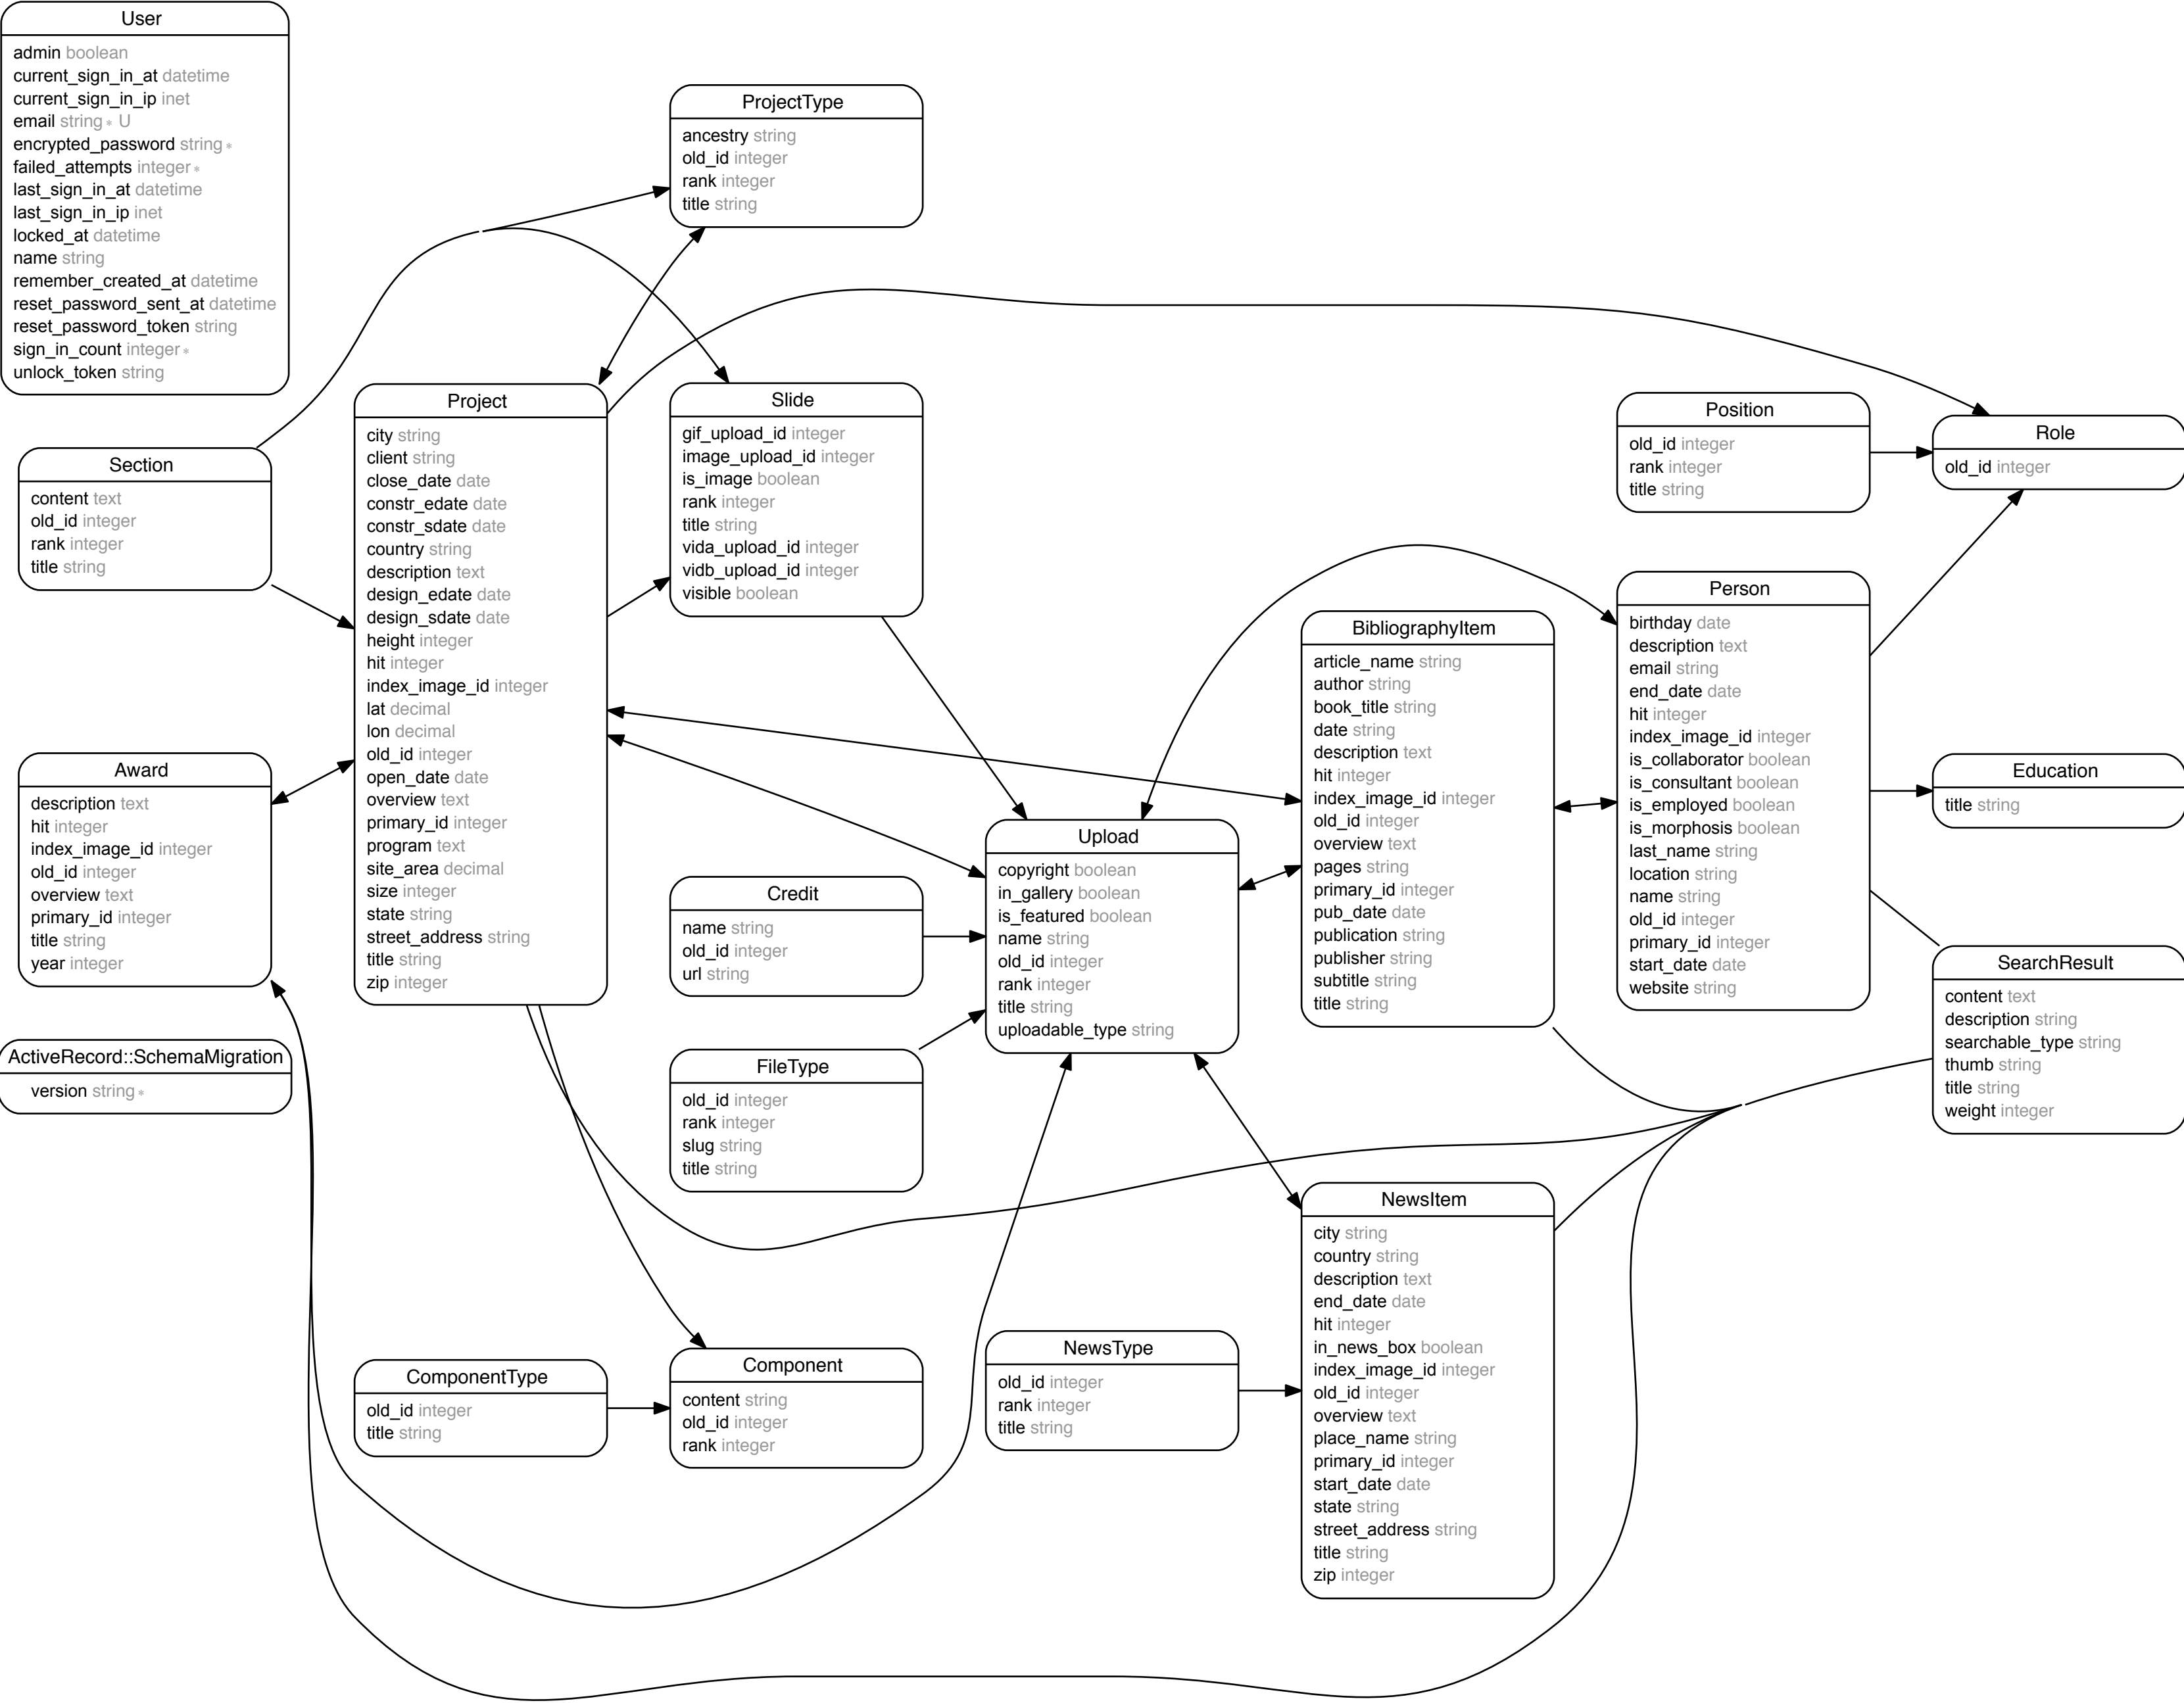 User
admin boolean
current_sign_in_at datetime
current_sign_in_ip inet
email string * U
encrypted_password string *
failed_attempts integer *
last_sign_in_at datetime
last_sign_in_ip inet
locked_at datetime
name string
remember_created_at datetime
reset_password_sent_at datetime
reset_password_token string
sign_in_count integer *
unlock_token string
ProjectType
ancestry string
old_id integer
rank integer
title string
Section
content text
old_id integer
rank integer
title string
Project
city string
client string
close_date date
constr_edate date
constr_sdate date
country string
description text
design_edate date
design_sdate date
height integer
hit integer
index_image_id integer
lat decimal
lon decimal
old_id integer
open_date date
overview text
primary_id integer
program text
site_area decimal
size integer
state string
street_address string
title string
zip integer
Slide
gif_upload_id integer
image_upload_id integer
is_image boolean
rank integer
title string
vida_upload_id integer
vidb_upload_id integer
visible boolean
Position
old_id integer
rank integer
title string
Role
old_id integer
Person
birthday date
description text
email string
end_date date
hit integer
index_image_id integer
is_collaborator boolean
is_consultant boolean
is_employed boolean
is_morphosis boolean
last_name string
location string
name string
old_id integer
primary_id integer
start_date date
website string
BibliographyItem
article_name string
author string
book_title string
date string
description text
hit integer
index_image_id integer
old_id integer
overview text
pages string
primary_id integer
pub_date date
publication string
publisher string
subtitle string
title string
Education
title string
Award
description text
hit integer
index_image_id integer
old_id integer
overview text
primary_id integer
title string
year integer
Upload
copyright boolean
in_gallery boolean
is_featured boolean
name string
old_id integer
rank integer
title string
uploadable_type string
Credit
name string
old_id integer
url string
SearchResult
content text
description string
searchable_type string
thumb string
title string
weight integer
ActiveRecord::SchemaMigration
version string *
FileType
old_id integer
rank integer
slug string
title string
NewsItem
city string
country string
description text
end_date date
hit integer
in_news_box boolean
index_image_id integer
old_id integer
overview text
place_name string
primary_id integer
start_date date
state string
street_address string
title string
zip integer
NewsType
old_id integer
rank integer
title string
Component
content string
old_id integer
rank integer
ComponentType
old_id integer
title string